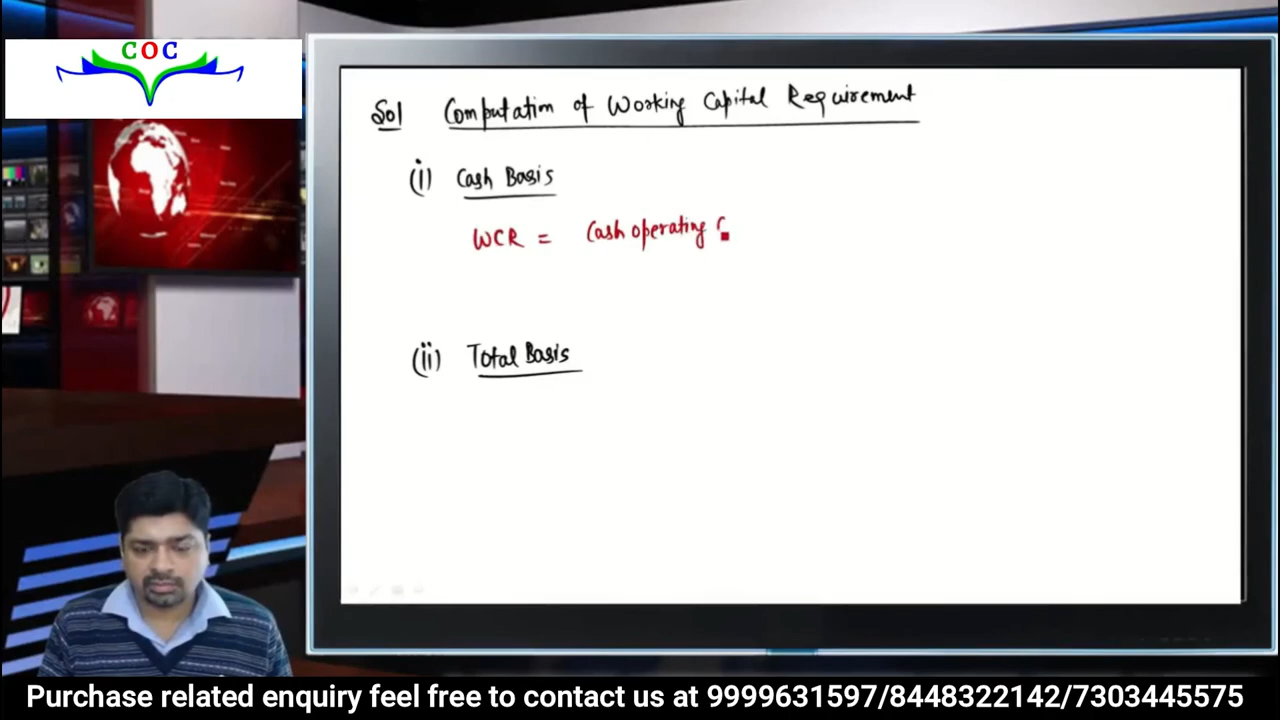 COC
Sol Computation of Working Capital Requirement
(i) Cash Basis
WCR = Cash operating C
(ii) Total Basis
Purchase related enquiry feel free to contact us at 9999631597/8448322142/7303445575